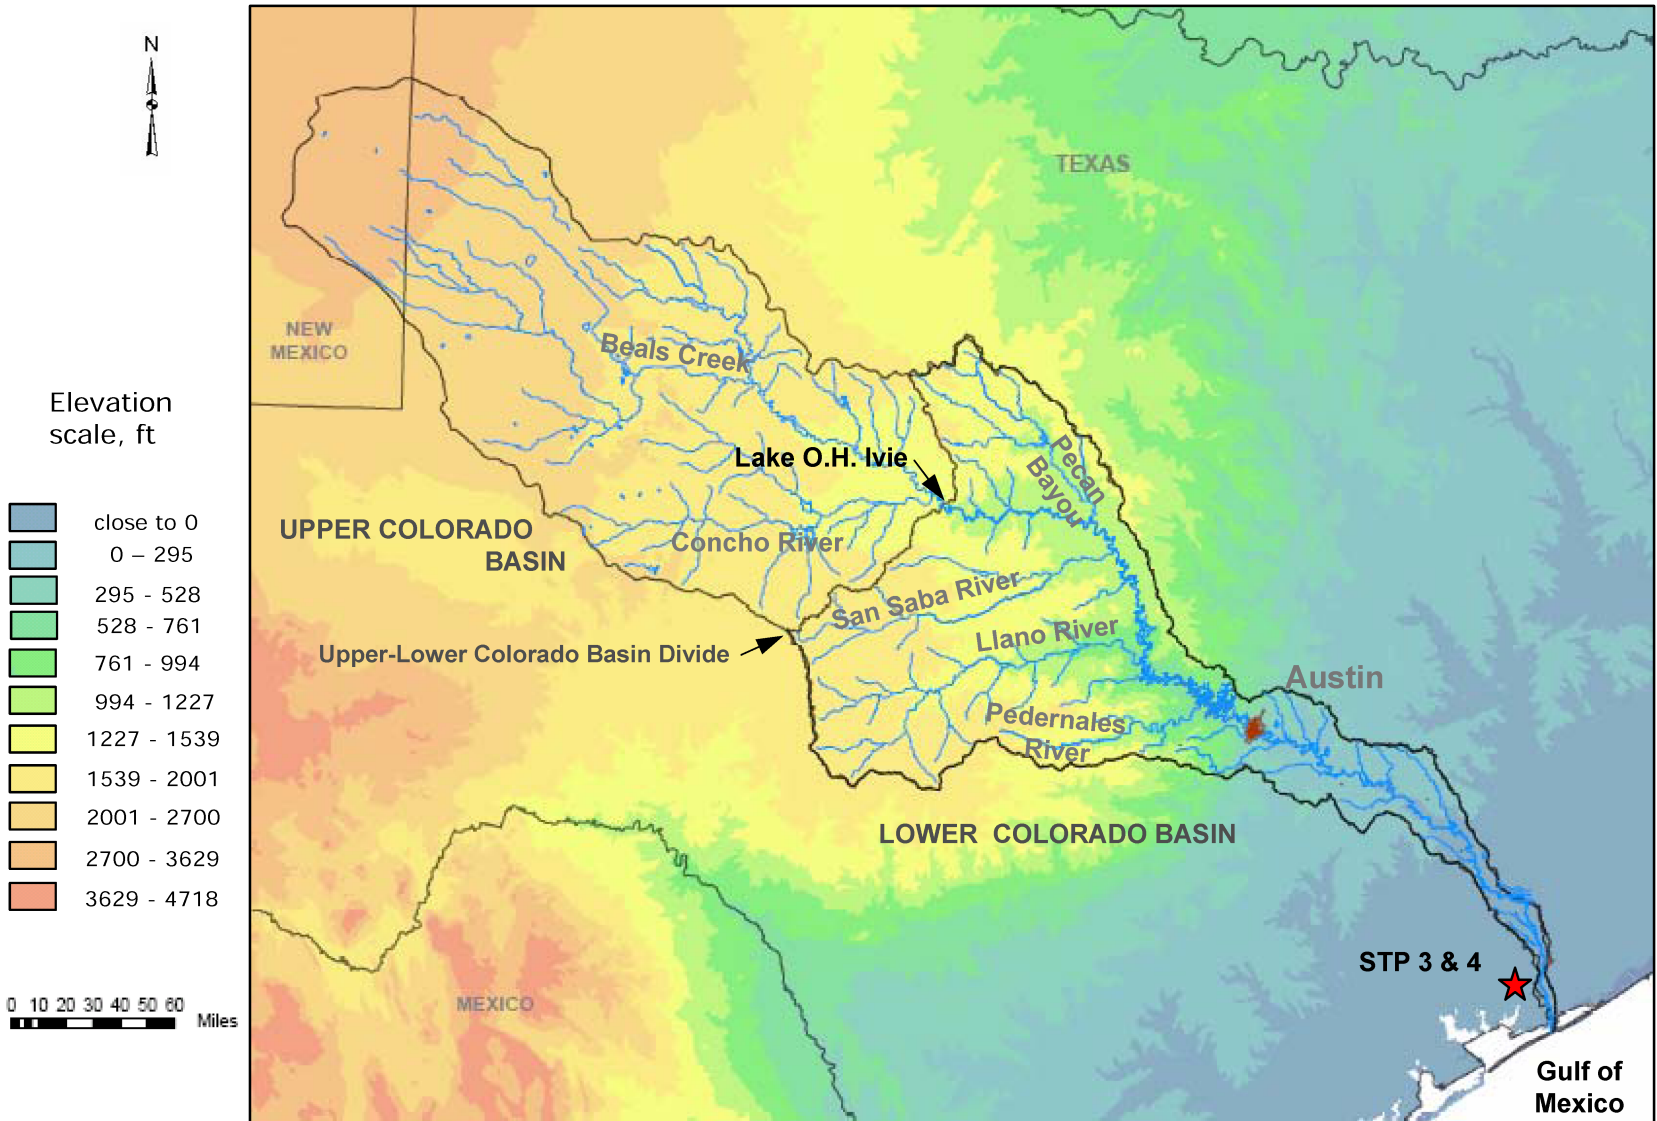 N
TEXAS
NEW
MEXICO
Beals Creek
Elevation
scale, ft
Lake O.H. Ivie
Pecan
Bayou
close to 0
0 – 295
295 - 528
528 - 761
761 - 994
994 - 1227
1227 - 1539
1539 - 2001
2001 - 2700
2700 - 3629
3629 - 4718
UPPER COLORADO
BASIN
Concho River
San Saba River
Llano River
Upper-Lower Colorado Basin Divide
Austin
Pedernales
River
LOWER COLORADO BASIN
STP 3 & 4
MEXICO
0 10 20 30 40 50 60
Miles
Gulf of
Mexico